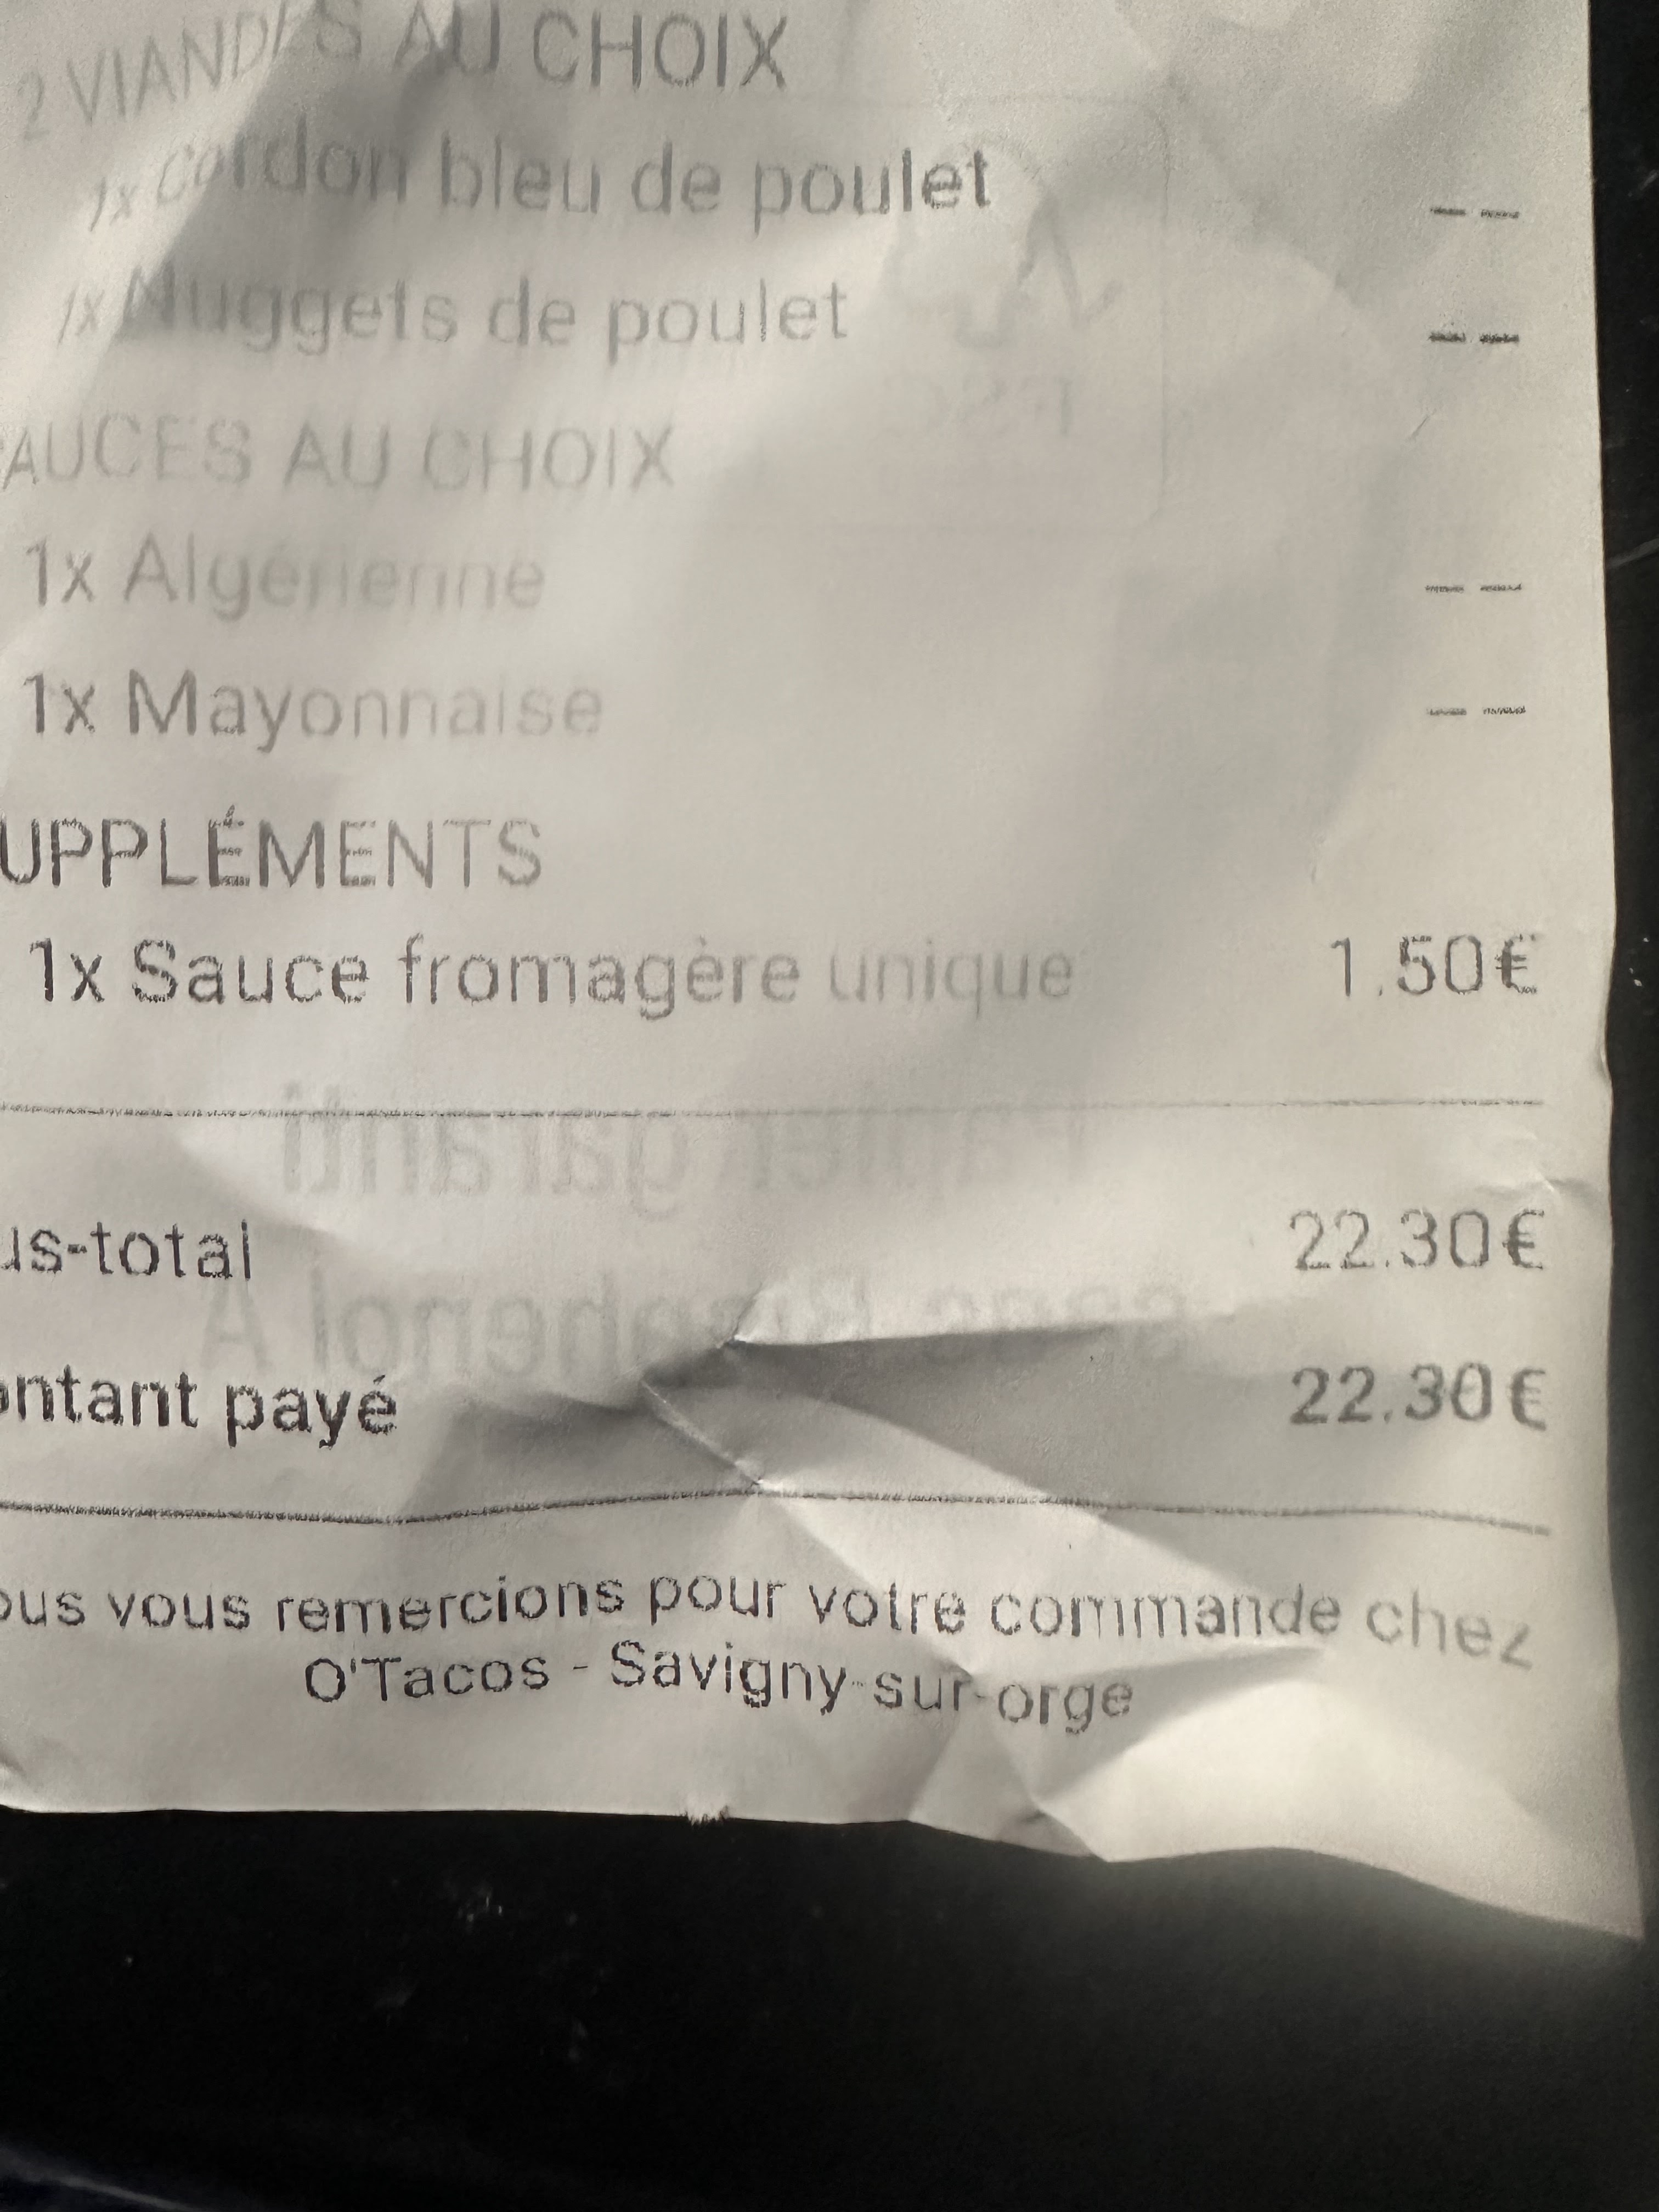 2 VIANDES AU CHOIX
1x Cordon bleu de poulet --
1x Nuggets de poulet --
AUCES AU CHOIX
1x Algérienne --
1x Mayonnaise --
UPPLÉMENTS
1x Sauce fromagère unique 1.50€
us-total 22.30€
ontant payé 22.30€
ous vous remercions pour votre commande chez
O'Tacos - Savigny-sur-orge